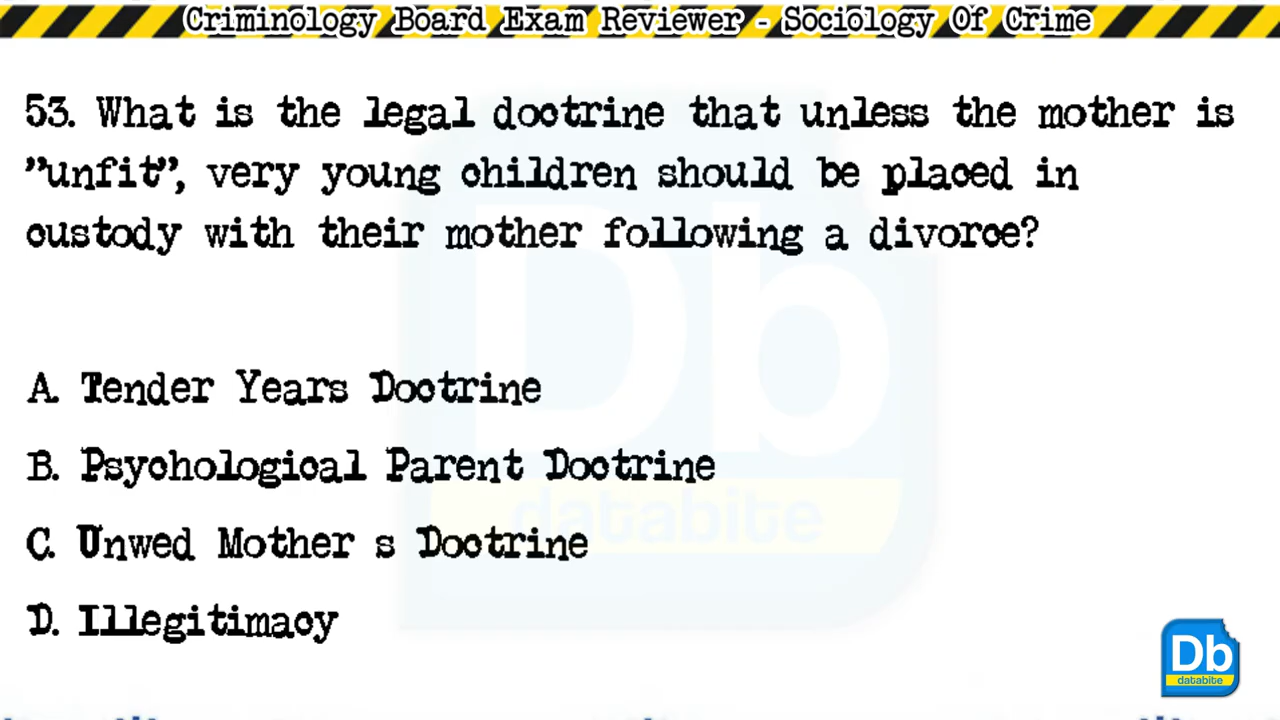 Criminology Board Exam Reviewer - Sociology Of Crime
53. What is the legal doctrine that unless the mother is
"unfit", very young children should be placed in
custody with their mother following a divorce?
A. Tender Years Doctrine
B. Psychological Parent Doctrine
C. Unwed Mother s Doctrine
D. Illegitimacy
Db
databite
Db
databite